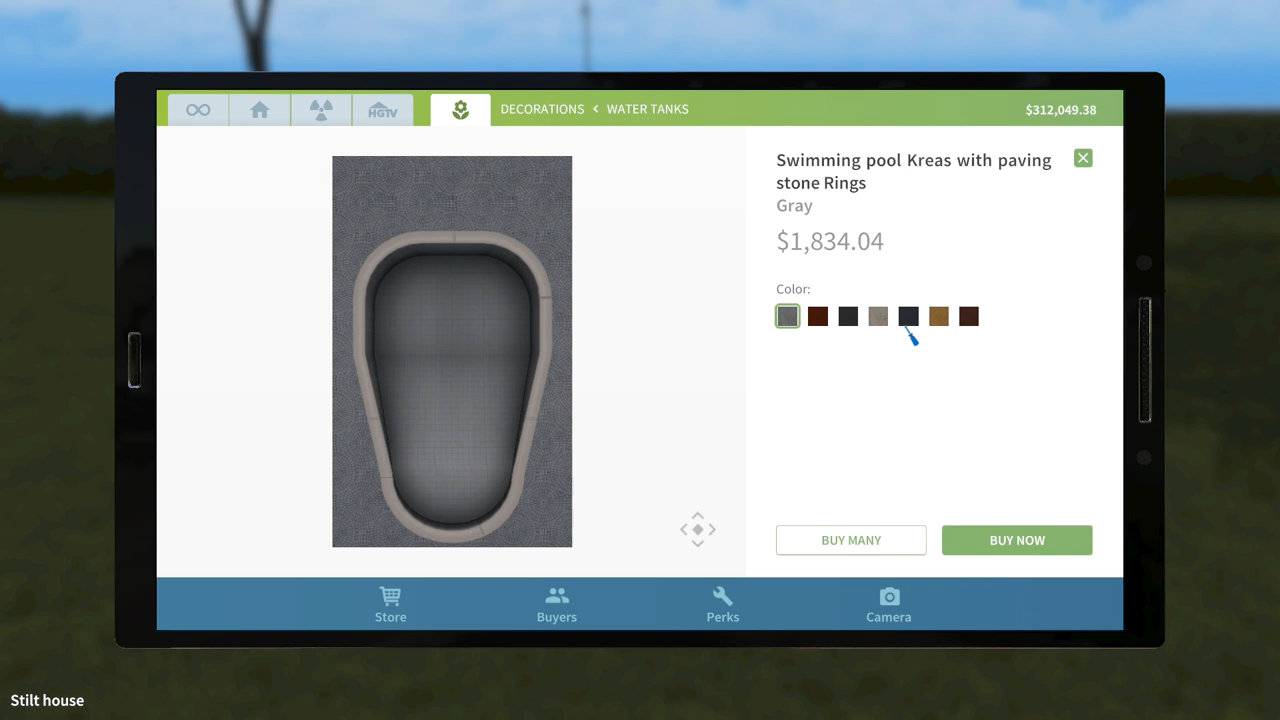 HGTV
DECORATIONS < WATER TANKS
$312,049.38
Swimming pool Kreas with paving
stone Rings
Gray
$1,834.04
Color:
BUY MANY
BUY NOW
Store
Buyers
Perks
Camera
Stilt house